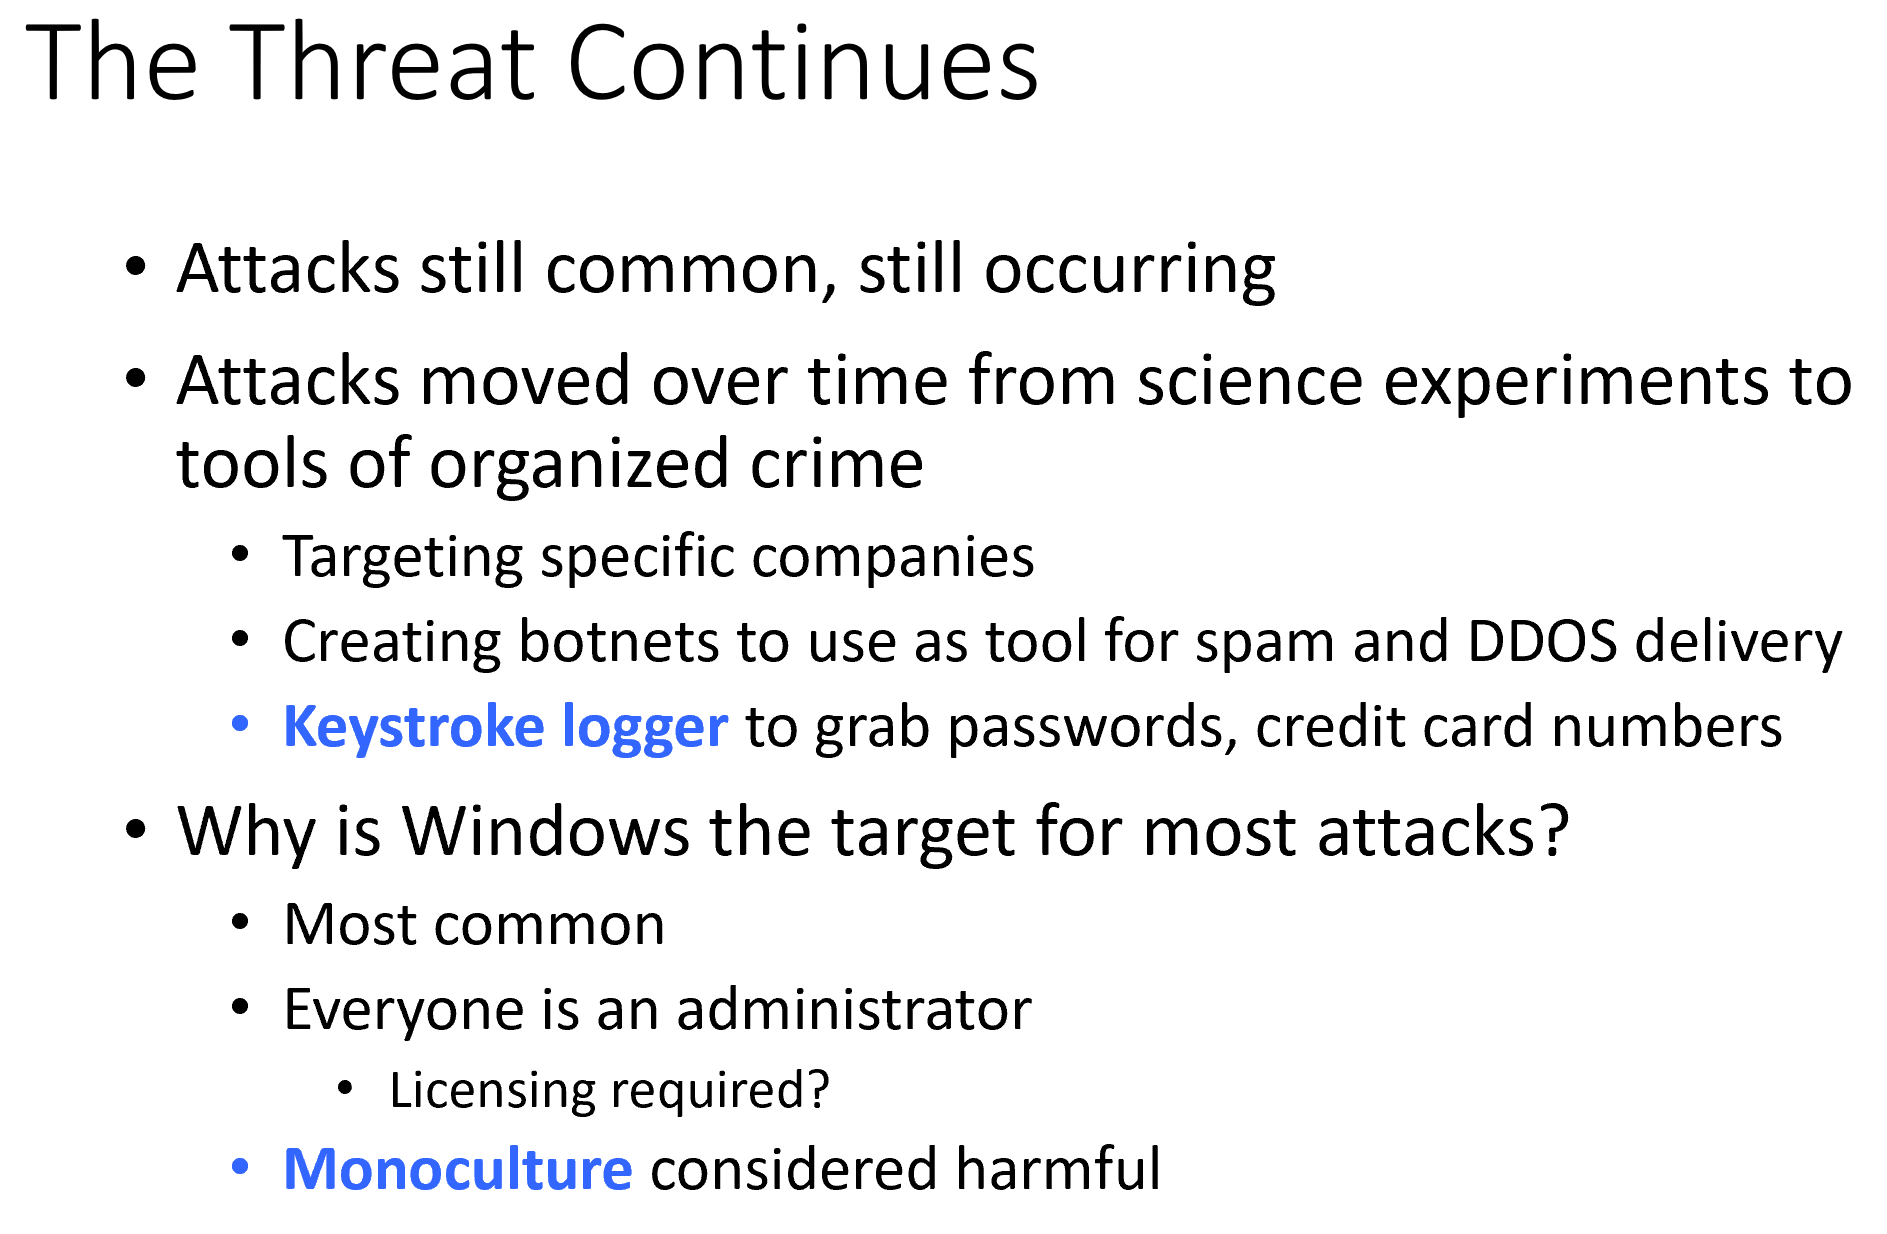 The Threat Continues
• Attacks still common, still occurring
• Attacks moved over time from science experiments to
tools of organized crime
• Targeting specific companies
• Creating botnets to use as tool for spam and DDOS delivery
• Keystroke logger to grab passwords, credit card numbers
• Why is Windows the target for most attacks?
• Most common
• Everyone is an administrator
• Licensing required?
• Monoculture considered harmful